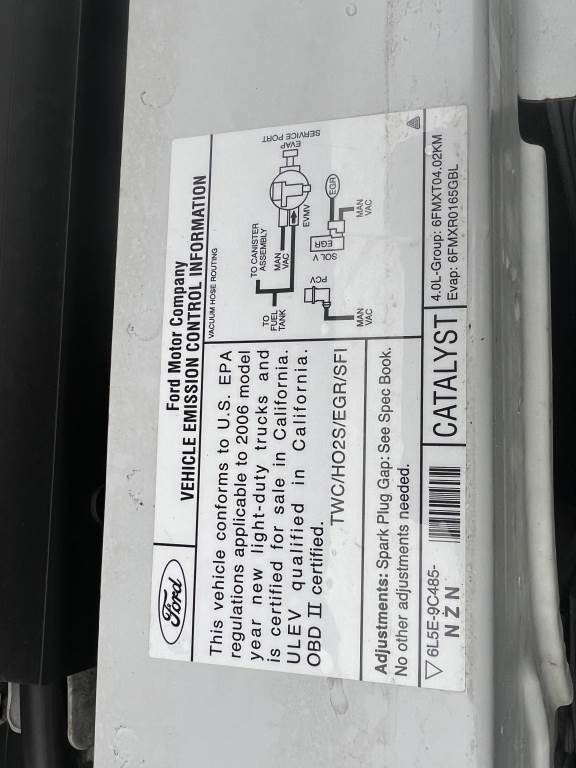 Ford
Ford Motor Company
VEHICLE EMISSION CONTROL INFORMATION
This vehicle conforms to U.S. EPA
regulations applicable to 2006 model
year new light-duty trucks and
is certified for sale in California.
ULEV qualified in California.
OBD II certified.
TWC/HO2S/EGR/SFI
VACUUM HOSE ROUTING
TO CANISTER
ASSEMBLY
TO
FUEL
TANK
MAN
VAC
EVMV
EVAP
SERVICE PORT
PCV
MAN
VAC
SOL V
EGR
EGR
MAN
VAC
Adjustments: Spark Plug Gap: See Spec Book.
No other adjustments needed.
6L5E-9C485-
NZN
CATALYST
4.0L-Group: 6FMXT04.02KM
Evap: 6FMXR0165GBL